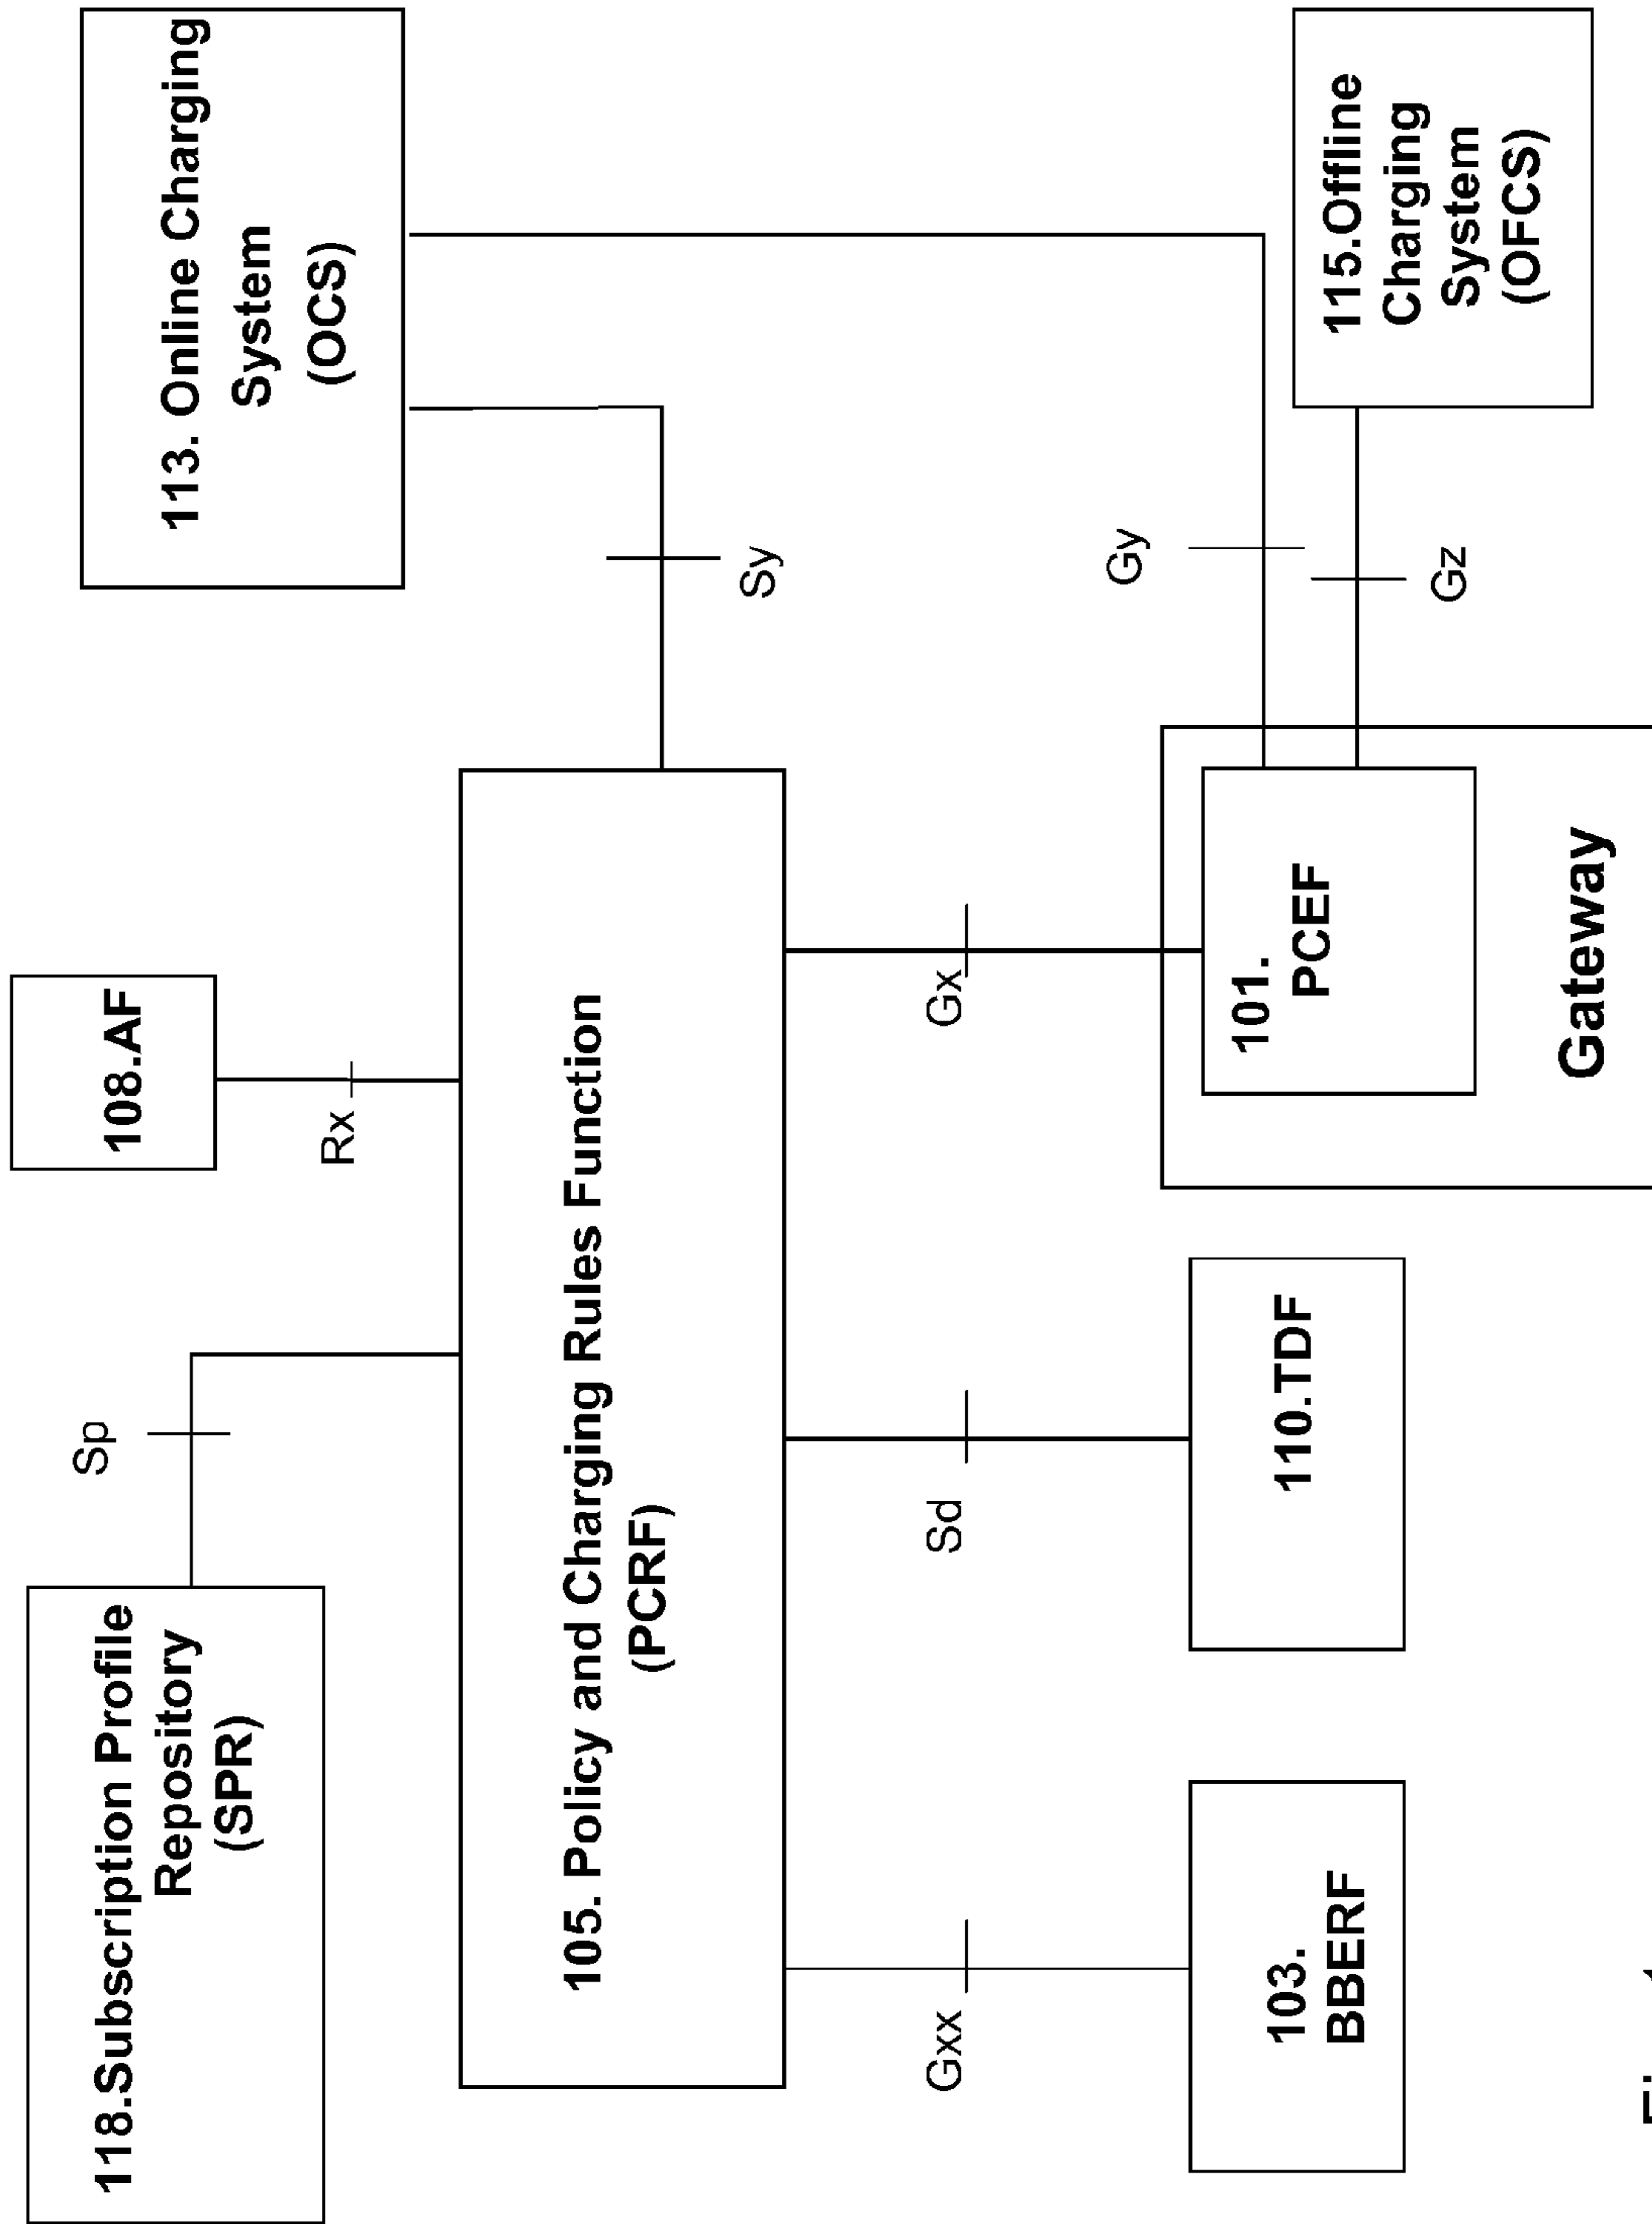 118.Subscription Profile
Repository
(SPR)
Sp
108.AF
Rx
113. Online Charging
System
(OCS)
105. Policy and Charging Rules Function
(PCRF)
Sy
Gxx
Sd
Gx
Gy
Gz
103.
BBERF
110.TDF
101.
PCEF
Gateway
115.Offline
Charging
System
(OFCS)